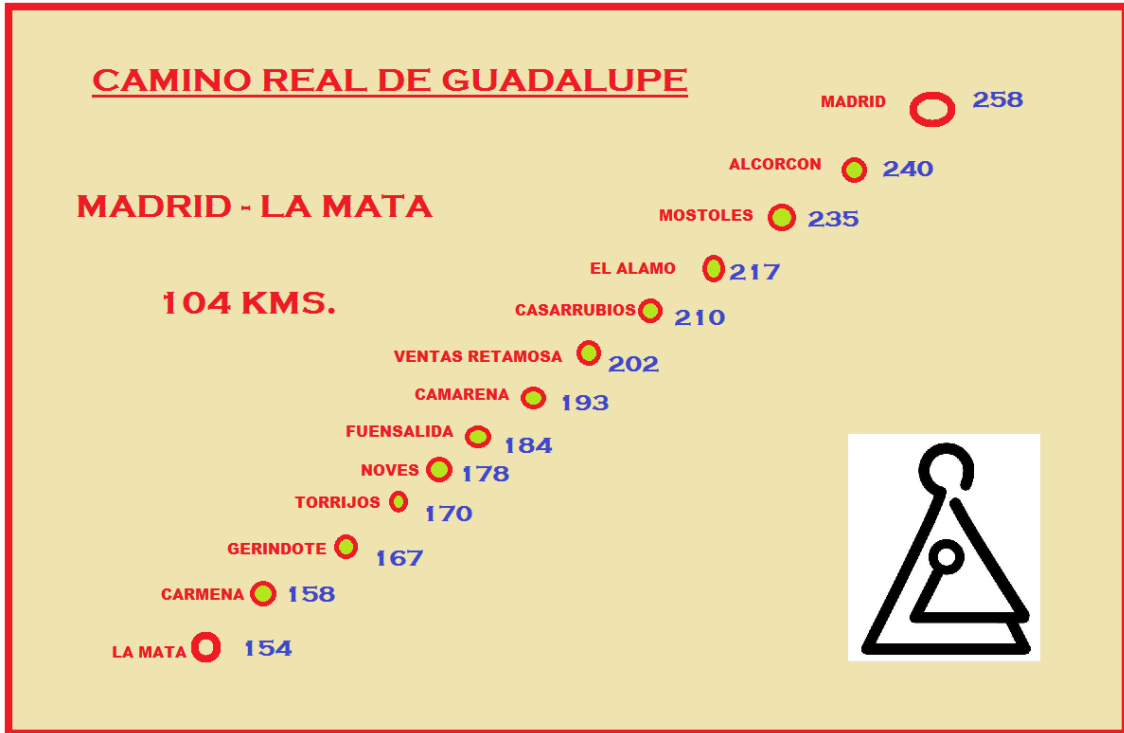 CAMINO REAL DE GUADALUPE
MADRID 258
ALCORCON 240
MADRID - LA MATA
MOSTOLES 235
EL ALAMO 217
104 KMS.
CASARRUBIOS 210
VENTAS RETAMOSA 202
CAMARENA 193
FUENSALIDA 184
NOVES 178
TORRIJOS 170
GERINDOTE 167
CARMENA 158
LA MATA 154